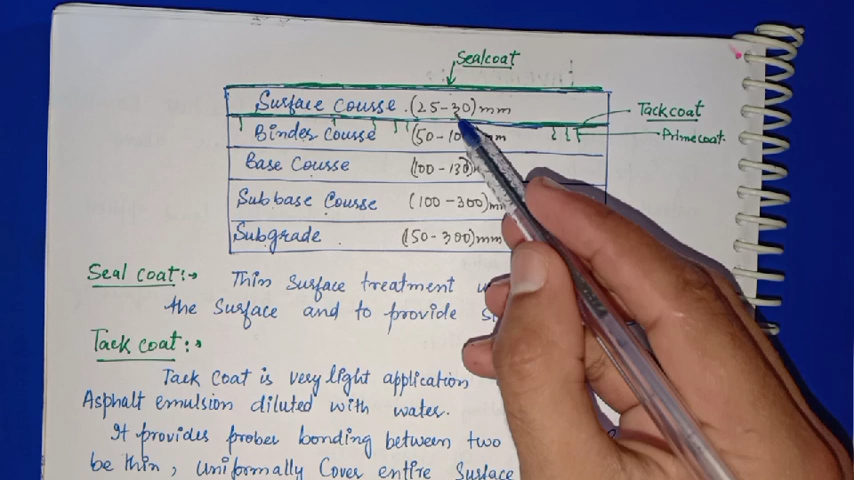 Sealcoat
Surface Course (25-30)mm
Tackcoat
Binder Course (50-10 mm
Primecoat.
Base Course (100-130)
Subbase Course (100-300)mm
Subgrade (150-300)mm
Seal coat:→ Thin surface treatment
the surface and to provide
Tack coat:→
Tack coat is very light application
Asphalt emulsion diluted with water.
It provides prober bonding between two
be thin, uniformly Cover entire Surface